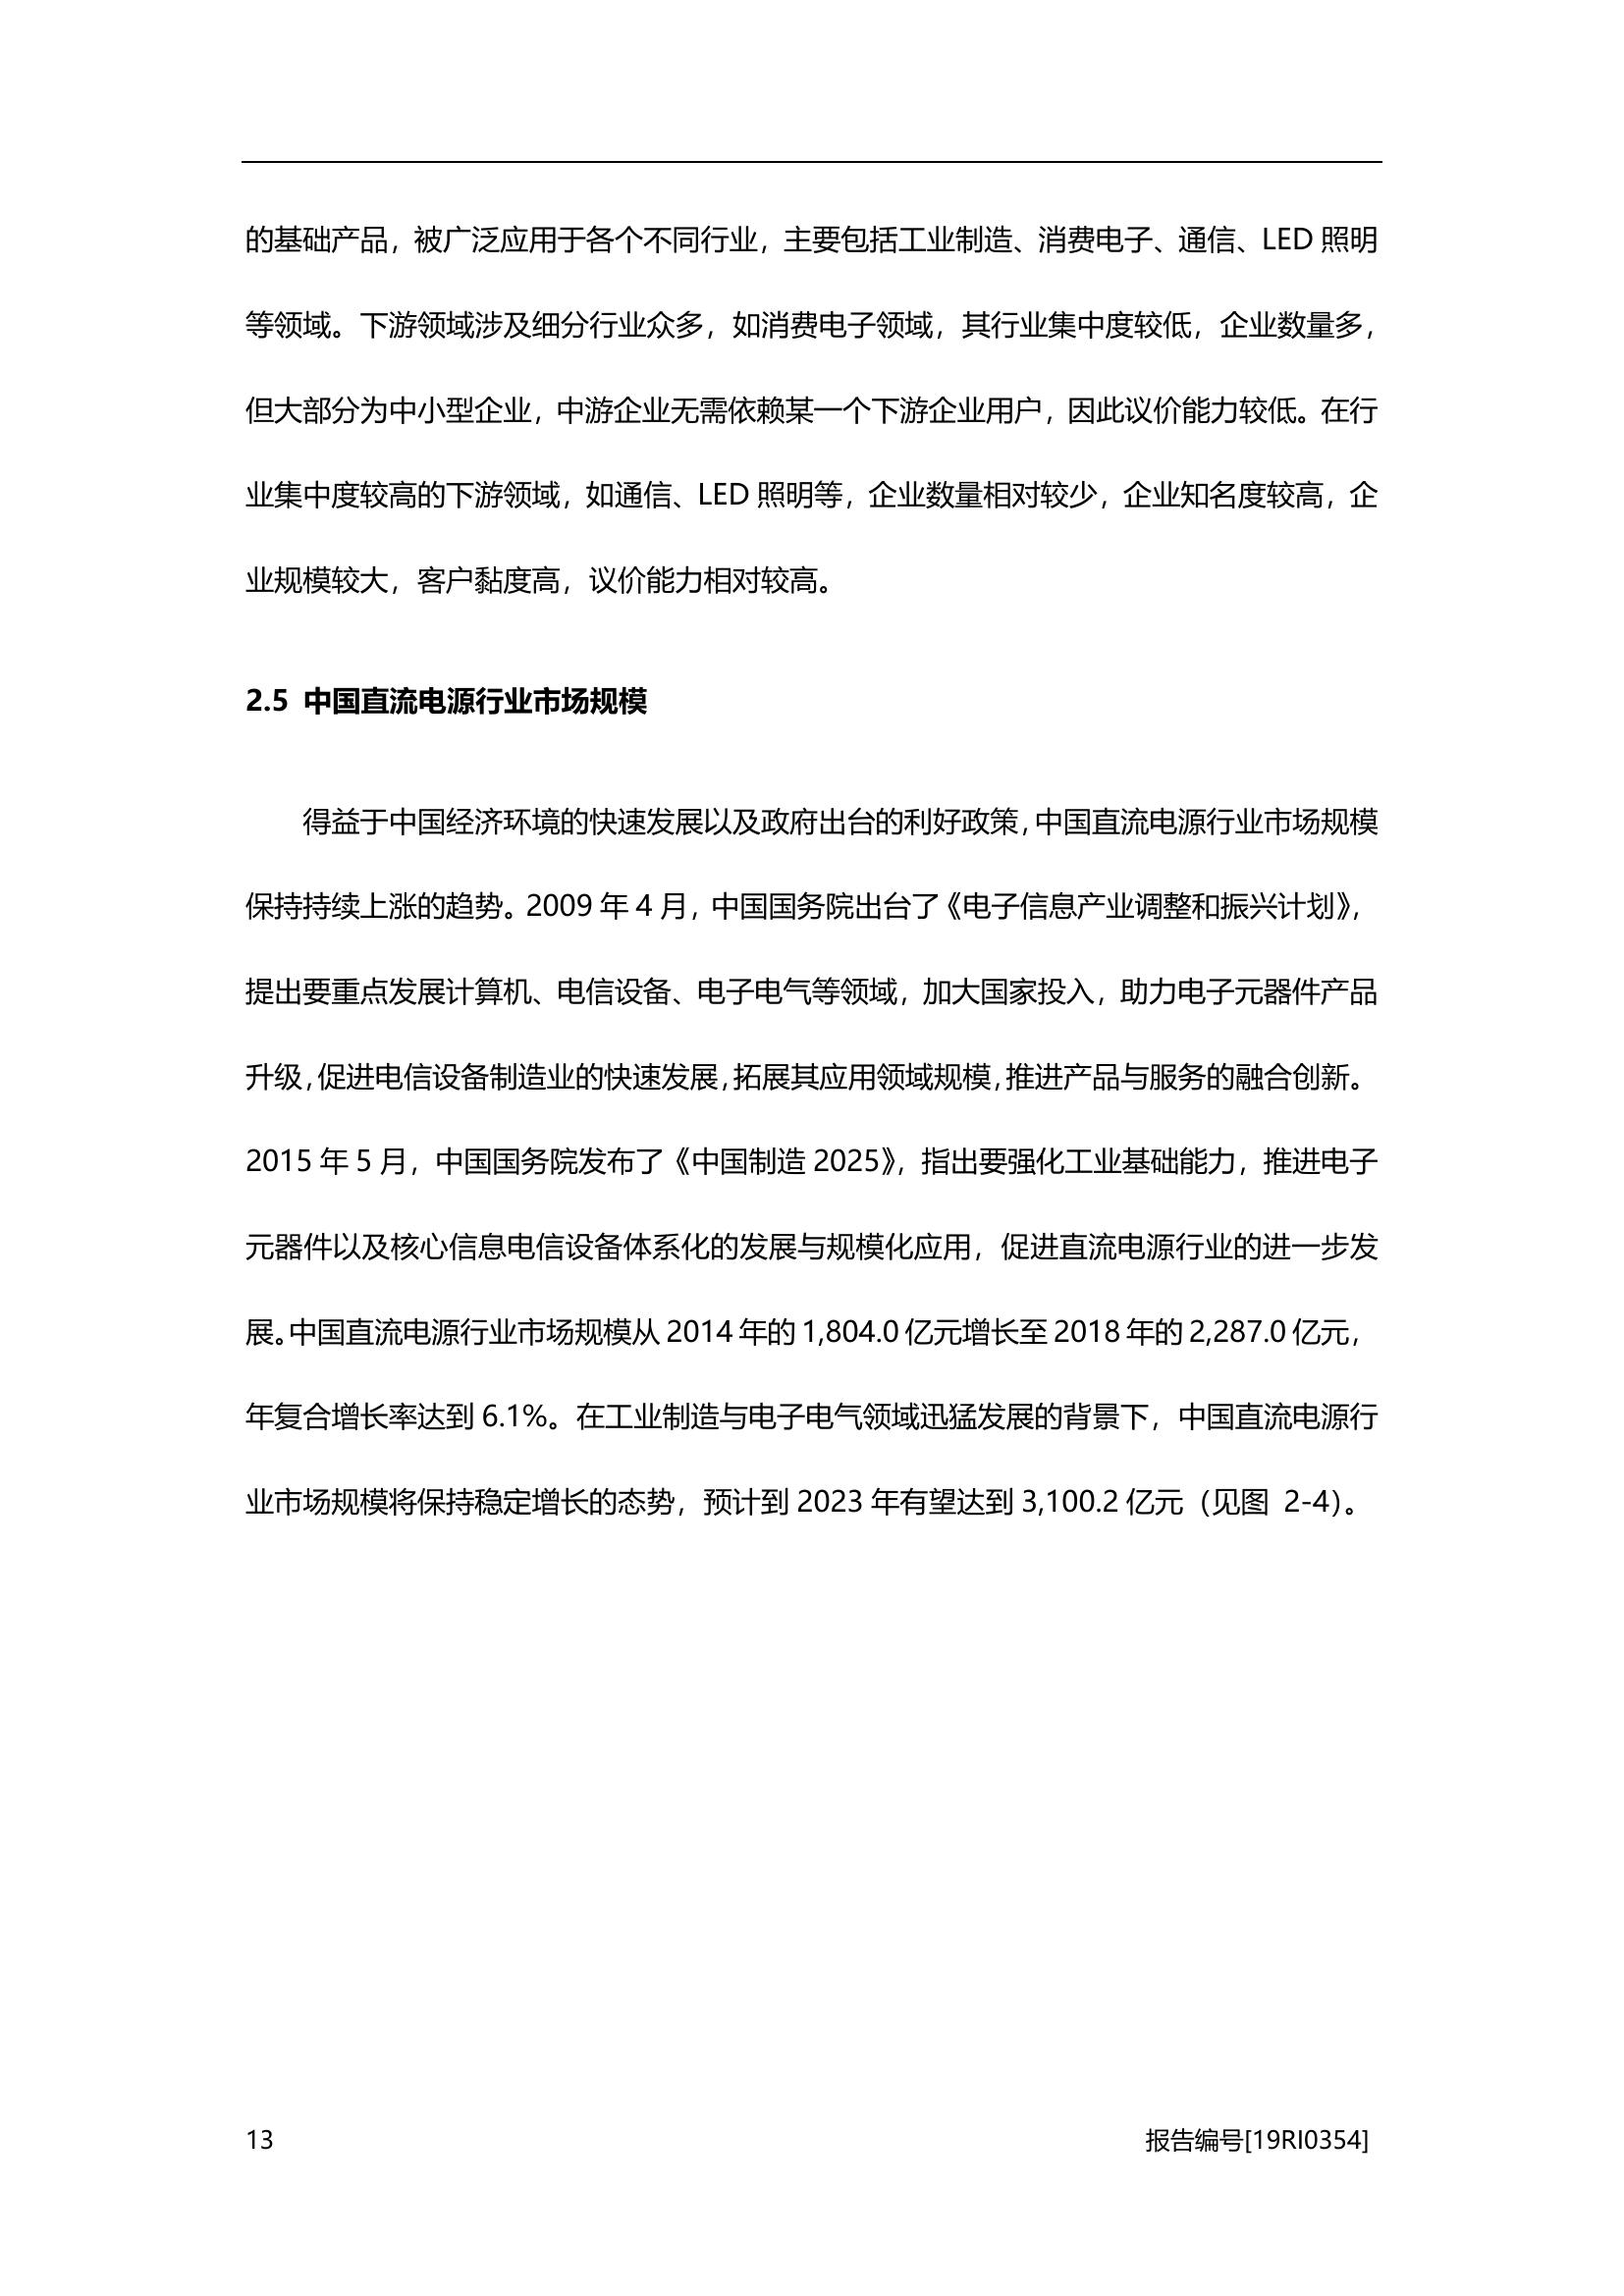 的基础产品，被广泛应用于各个不同行业，主要包括工业制造、消费电子、通信、LED 照明
等领域。下游领域涉及细分行业众多，如消费电子领域，其行业集中度较低，企业数量多，
但大部分为中小型企业，中游企业无需依赖某一个下游企业用户，因此议价能力较低。在行
业集中度较高的下游领域，如通信、LED 照明等，企业数量相对较少，企业知名度较高，企
业规模较大，客户黏度高，议价能力相对较高。
2.5 中国直流电源行业市场规模
得益于中国经济环境的快速发展以及政府出台的利好政策，中国直流电源行业市场规模
保持持续上涨的趋势。2009 年 4 月，中国国务院出台了《电子信息产业调整和振兴计划》，
提出要重点发展计算机、电信设备、电子电气等领域，加大国家投入，助力电子元器件产品
升级，促进电信设备制造业的快速发展，拓展其应用领域规模，推进产品与服务的融合创新。
2015 年 5 月，中国国务院发布了《中国制造 2025》，指出要强化工业基础能力，推进电子
元器件以及核心信息电信设备体系化的发展与规模化应用，促进直流电源行业的进一步发
展。中国直流电源行业市场规模从 2014 年的 1,804.0 亿元增长至 2018 年的 2,287.0 亿元，
年复合增长率达到 6.1%。在工业制造与电子电气领域迅猛发展的背景下，中国直流电源行
业市场规模将保持稳定增长的态势，预计到 2023 年有望达到 3,100.2 亿元（见图 2-4）。
13 报告编号[19RI0354]